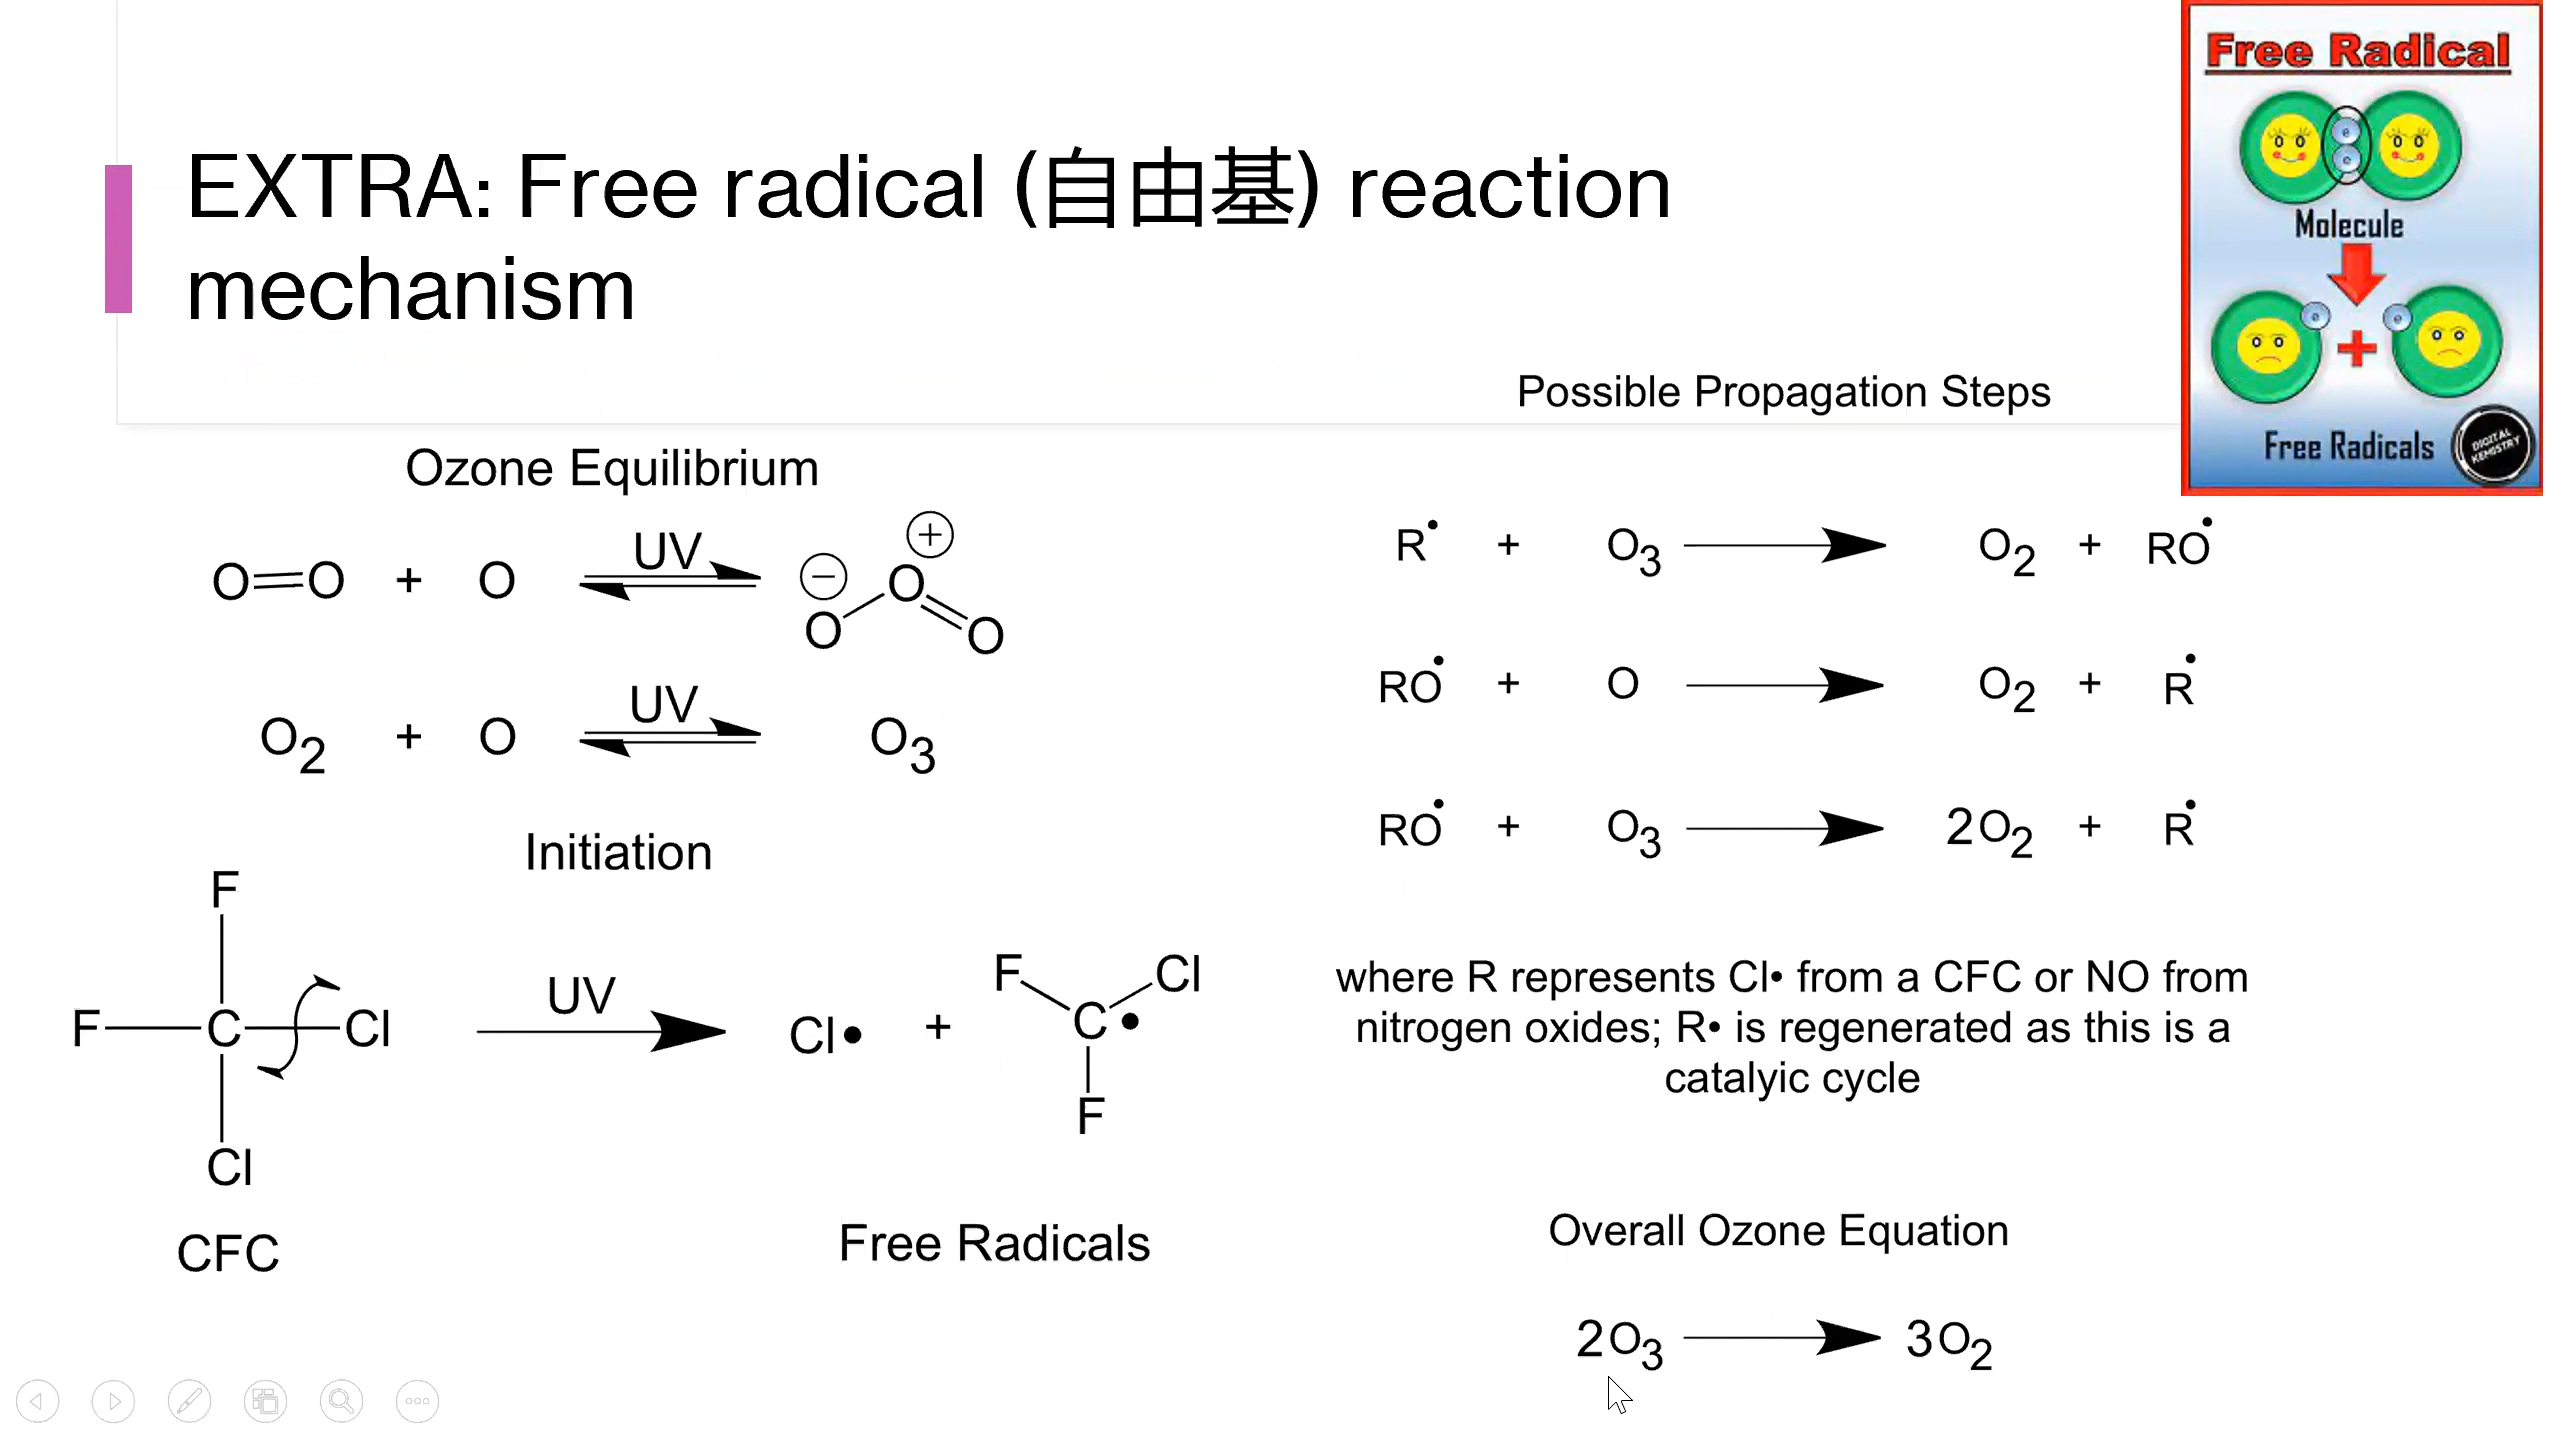 EXTRA: Free radical (自由基) reaction
mechanism
Free Radical
e
e
Molecule
e
+
e
Free Radicals
DIGITAL
KEMISTRY
Ozone Equilibrium
O=O + O UV O⊖ O⊕ O
O2 + O UV O3
Initiation
F
F C Cl
Cl
CFC
UV
Cl• + F C• Cl
F
Free Radicals
Possible Propagation Steps
R• + O3 → O2 + RO•
RO• + O → O2 + R•
RO• + O3 → 2O2 + R•
where R represents Cl• from a CFC or NO from
nitrogen oxides; R• is regenerated as this is a
catalyic cycle
Overall Ozone Equation
2O3 → 3O2